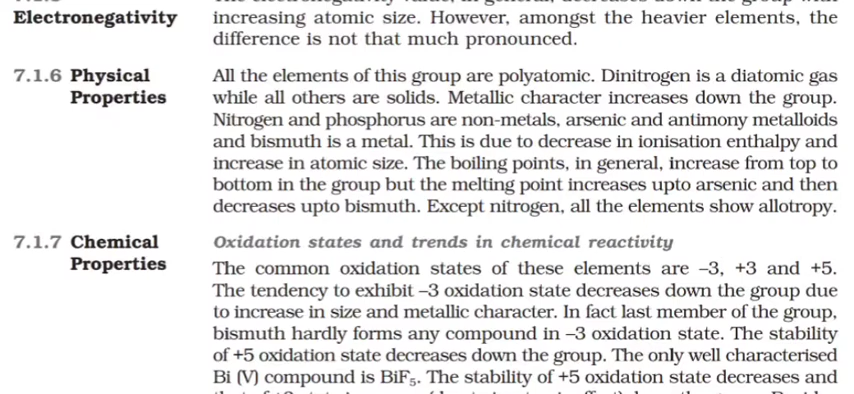 Electronegativity
increasing atomic size. However, amongst the heavier elements, the
difference is not that much pronounced.
7.1.6 Physical Properties
All the elements of this group are polyatomic. Dinitrogen is a diatomic gas
while all others are solids. Metallic character increases down the group.
Nitrogen and phosphorus are non-metals, arsenic and antimony metalloids
and bismuth is a metal. This is due to decrease in ionisation enthalpy and
increase in atomic size. The boiling points, in general, increase from top to
bottom in the group but the melting point increases upto arsenic and then
decreases upto bismuth. Except nitrogen, all the elements show allotropy.
7.1.7 Chemical Properties
Oxidation states and trends in chemical reactivity
The common oxidation states of these elements are –3, +3 and +5.
The tendency to exhibit –3 oxidation state decreases down the group due
to increase in size and metallic character. In fact last member of the group,
bismuth hardly forms any compound in –3 oxidation state. The stability
of +5 oxidation state decreases down the group. The only well characterised
Bi (V) compound is BiF₅. The stability of +5 oxidation state decreases and